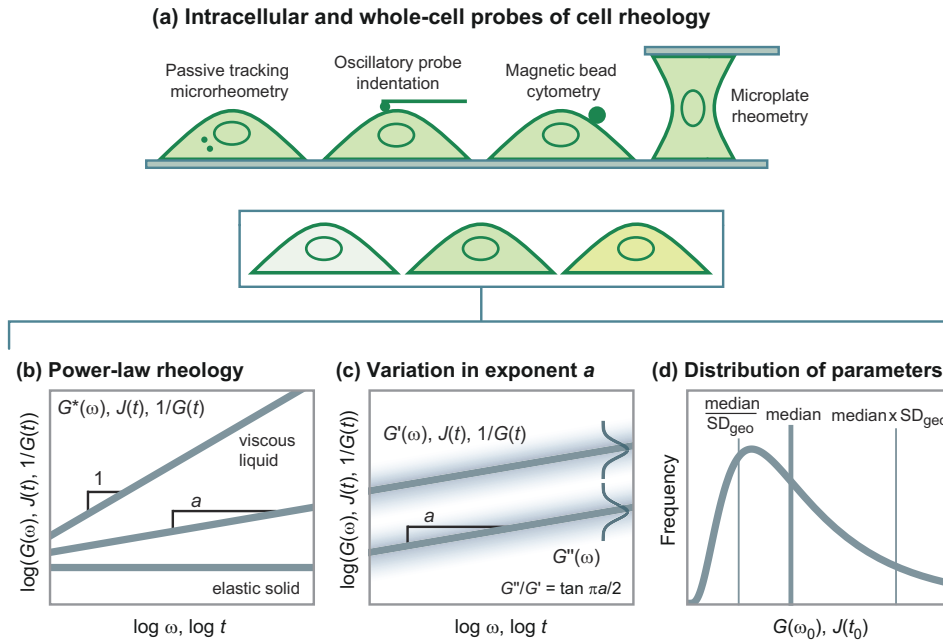 (a) Intracellular and whole-cell probes of cell rheology
Passive tracking
microrheometry
Oscillatory probe
indentation
Magnetic bead
cytometry
Microplate
rheometry
(b) Power-law rheology
log(G(ω), J(t), 1/G(t))
G*(ω), J(t), 1/G(t)
viscous
liquid
1
a
elastic solid
log ω, log t
(c) Variation in exponent a
log(G(ω), J(t), 1/G(t))
G'(ω), J(t), 1/G(t)
a
G''(ω)
G''/G' = tan πa/2
log ω, log t
(d) Distribution of parameters
Frequency
median
SDgeo
median
median x SDgeo
G(ω0), J(t0)